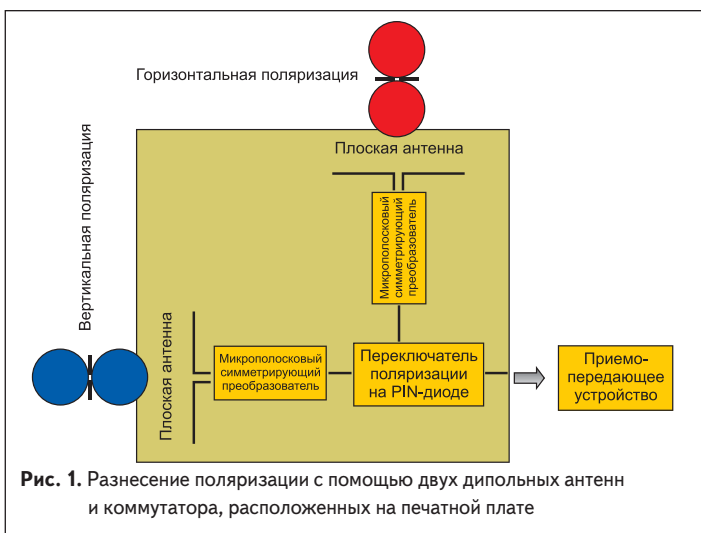 Горизонтальная поляризация
Плоская антенна
Микрополосковый
симметрирующий
преобразователь
Вертикальная поляризация
Плоская антенна
Микрополосковый
симметрирующий
преобразователь
Переключатель
поляризации
на PIN-диоде
Приемо-
передающее
устройство
Рис. 1. Разнесение поляризации с помощью двух дипольных антенн
и коммутатора, расположенных на печатной плате